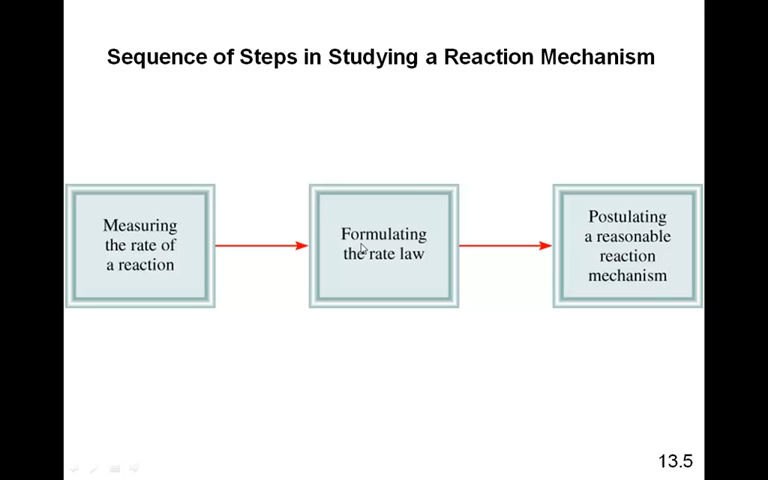 Sequence of Steps in Studying a Reaction Mechanism
Measuring
the rate of
a reaction
Formulating
the rate law
Postulating
a reasonable
reaction
mechanism
13.5